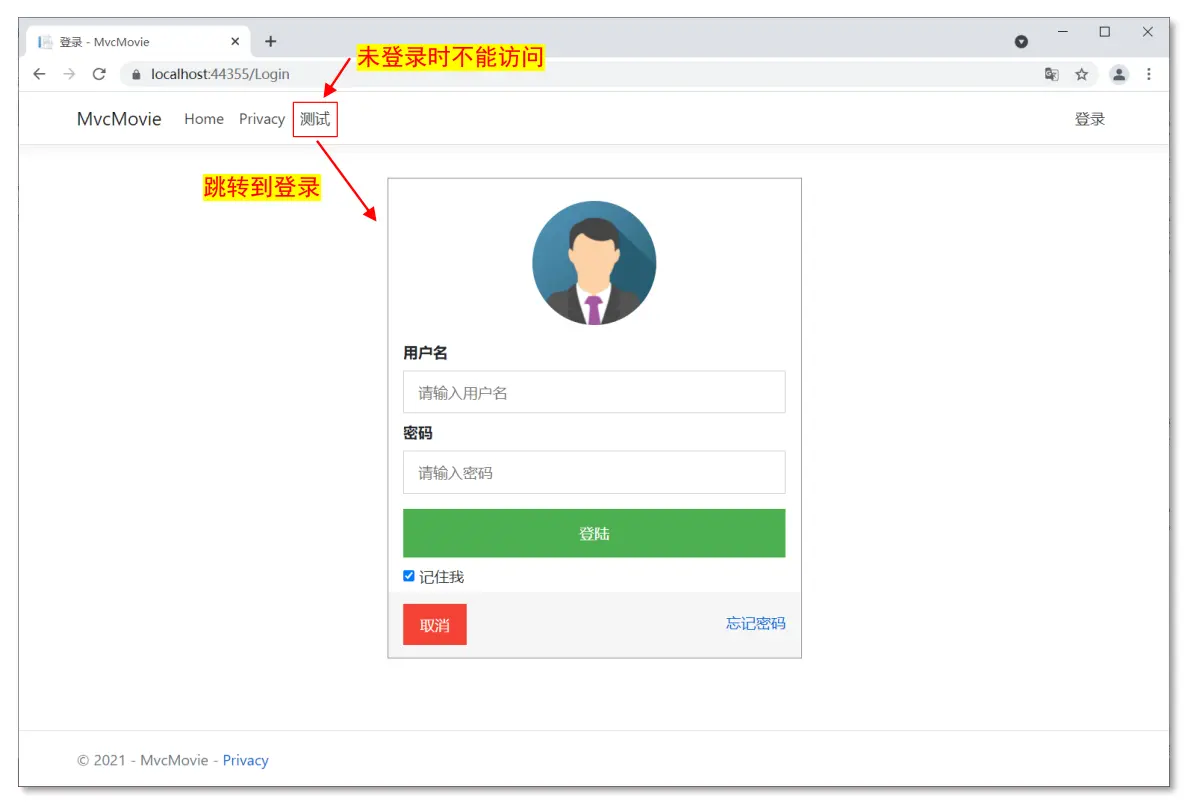 登录 - MvcMovie
未登录时不能访问
localhost:44355/Login
MvcMovie Home Privacy 测试 登录
跳转到登录
用户名
请输入用户名
密码
请输入密码
登陆
记住我
取消 忘记密码
© 2021 - MvcMovie - Privacy